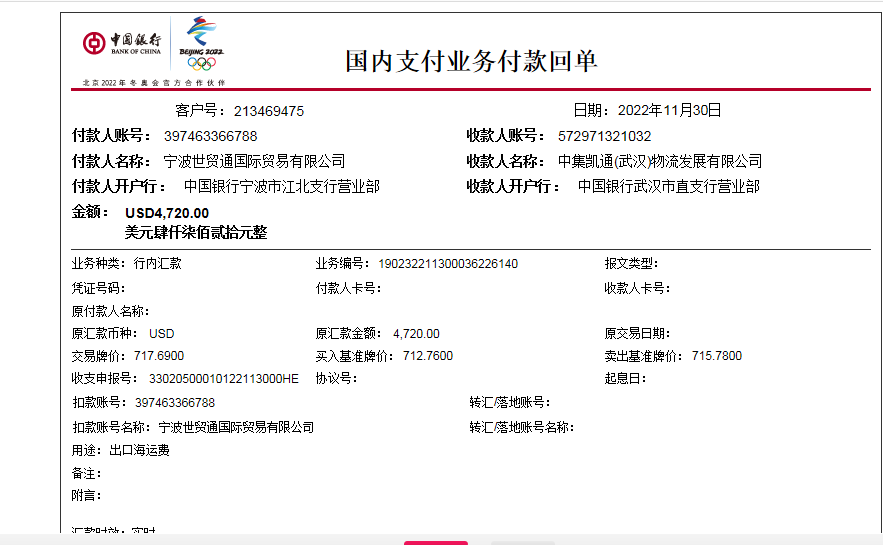 中国银行
BANK OF CHINA
BEIJING 2022
北京2022年冬奥会官方合作伙伴
国内支付业务付款回单
客户号：213469475 日期：2022年11月30日
付款人账号：397463366788 收款人账号：572971321032
付款人名称：宁波世贸通国际贸易有限公司 收款人名称：中集凯通(武汉)物流发展有限公司
付款人开户行：中国银行宁波市江北支行营业部 收款人开户行：中国银行武汉市直支行营业部
金额：USD4,720.00
美元肆仟柒佰贰拾元整
业务种类：行内汇款 业务编号：190232211300036226140 报文类型：
凭证号码： 付款人卡号： 收款人卡号：
原付款人名称：
原汇款币种：USD 原汇款金额：4,720.00 原交易日期：
交易牌价：717.6900 买入基准牌价：712.7600 卖出基准牌价：715.7800
收支申报号：33020500010122113000HE 协议号： 起息日：
扣款账号：397463366788 转汇/落地账号：
扣款账号名称：宁波世贸通国际贸易有限公司 转汇/落地账号名称：
用途：出口海运费
备注：
附言：
汇款时效：实时